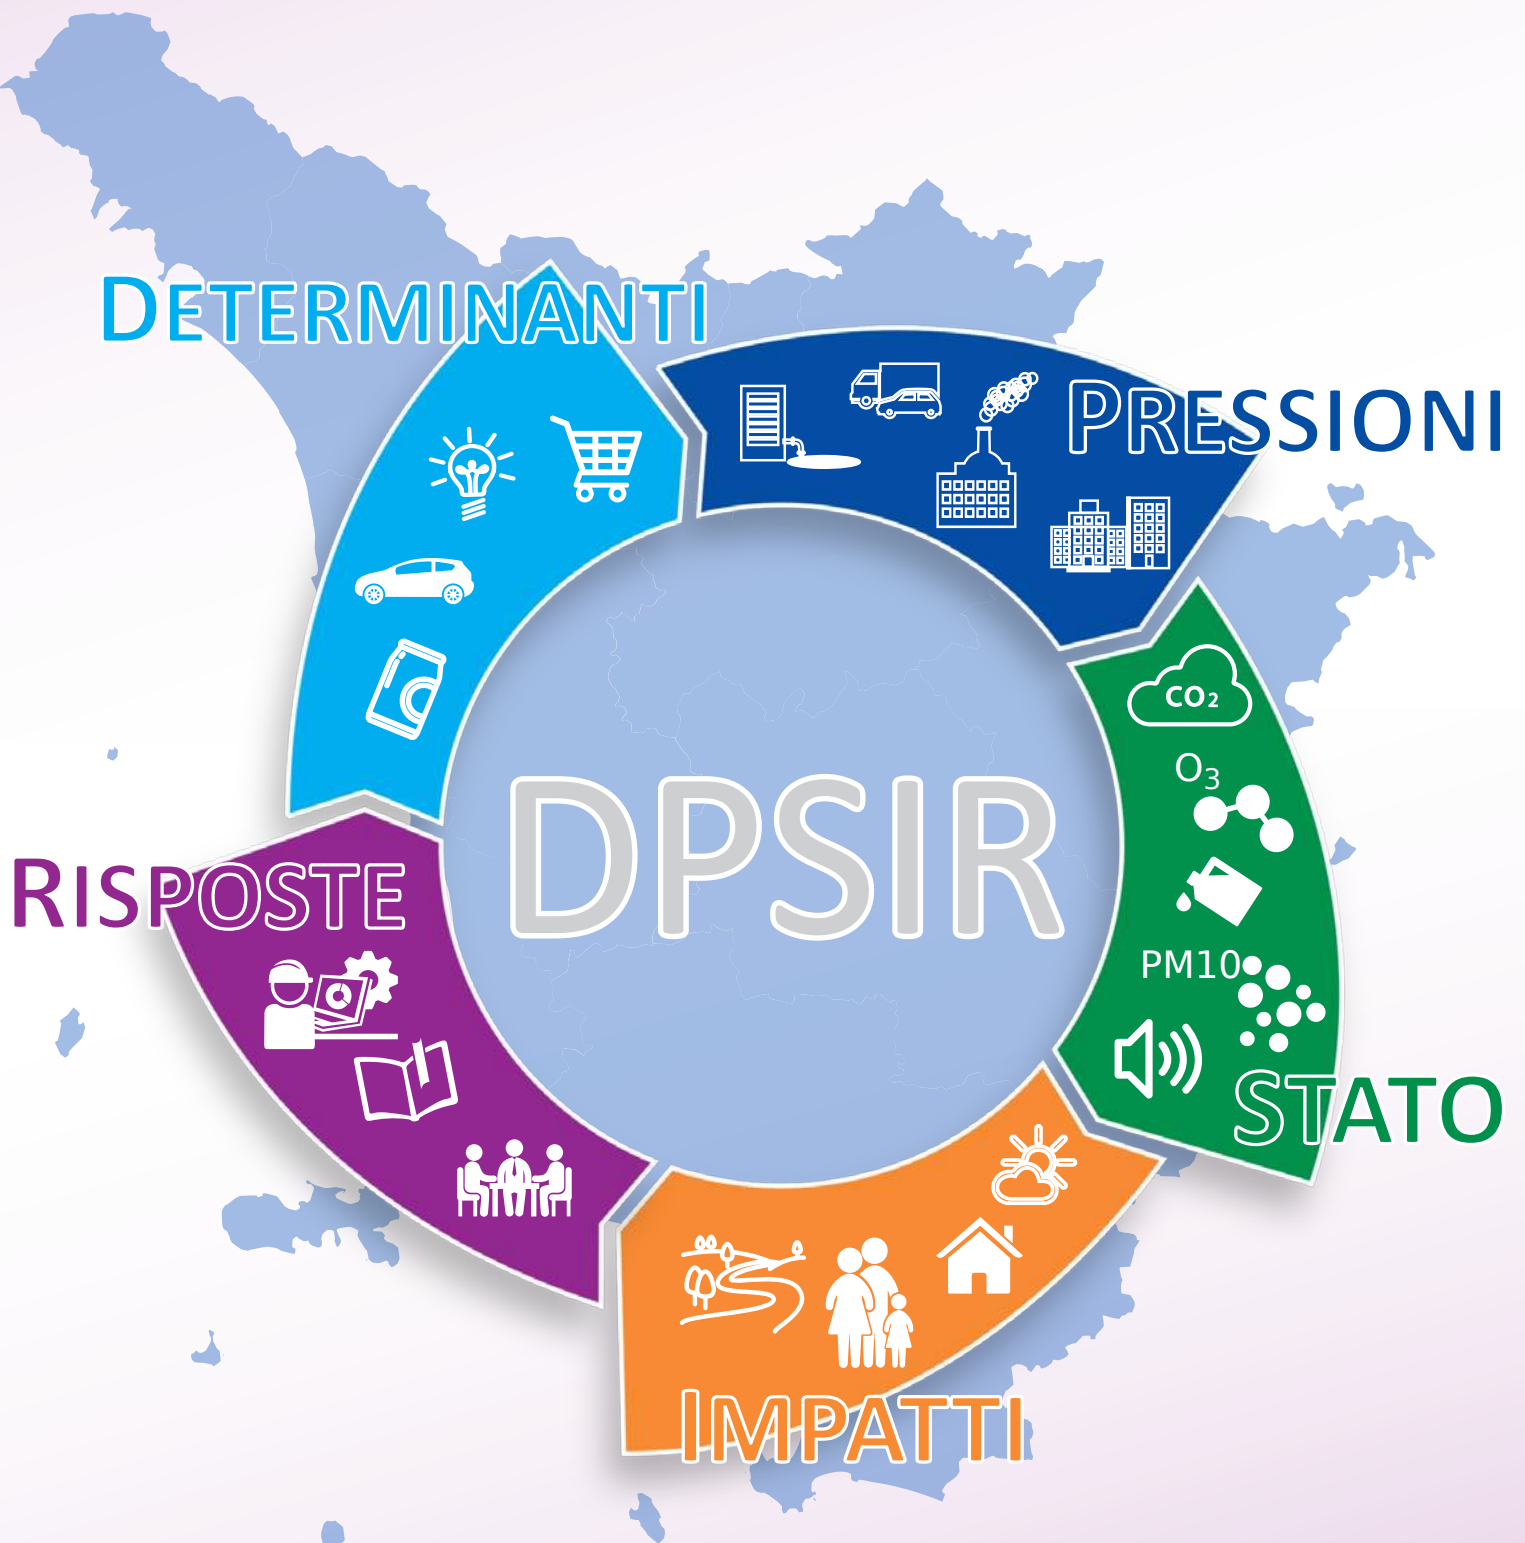 DETERMINANTI
PRESSIONI
CO₂
O₃
DPSIR
RISPOSTE
PM10
STATO
IMPATTI